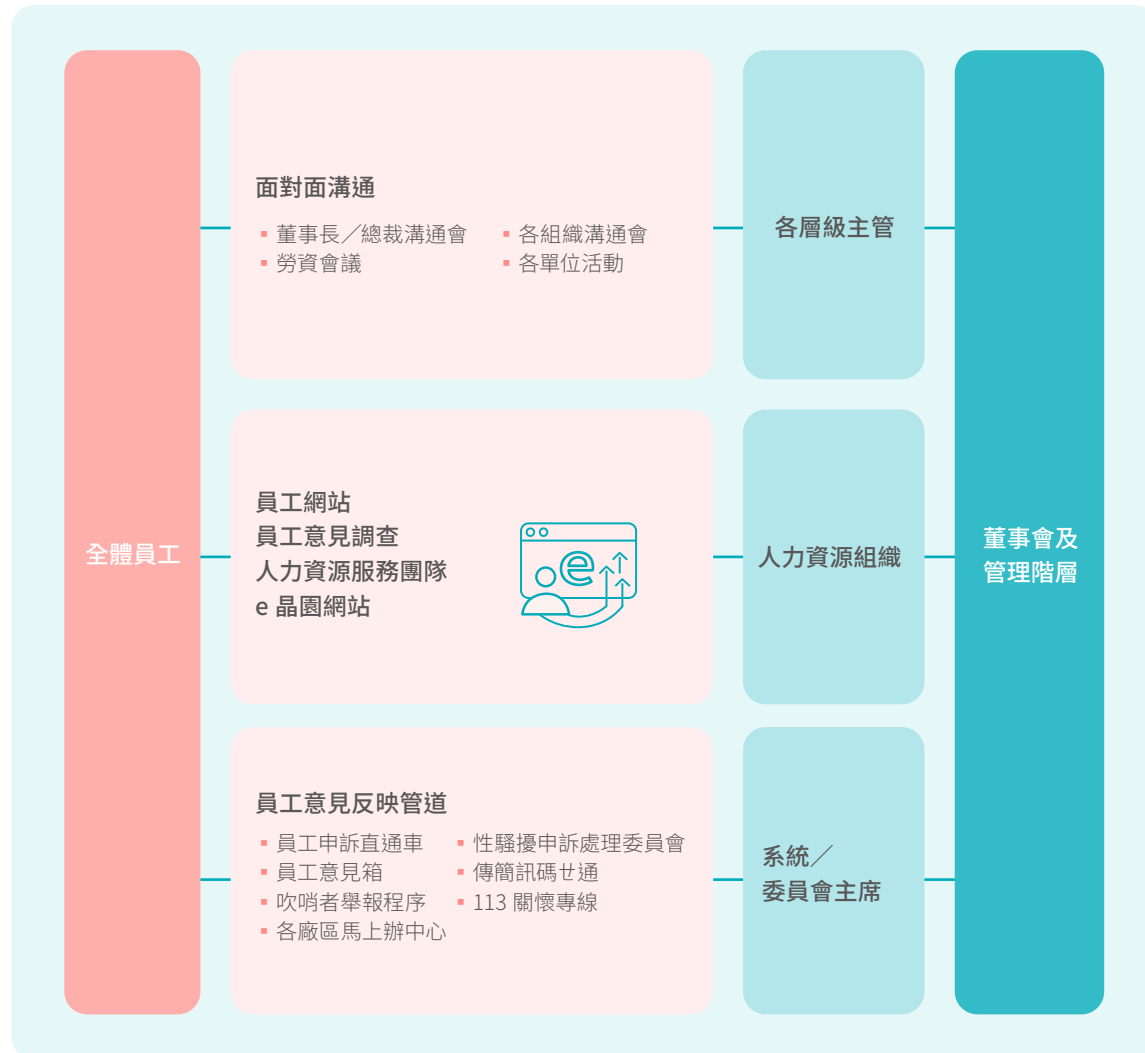 全體員工
面對面溝通
▪ 董事長／總裁溝通會
▪ 勞資會議
▪ 各組織溝通會
▪ 各單位活動
各層級主管
員工網站
員工意見調查
人力資源服務團隊
e 晶園網站
e
人力資源組織
員工意見反映管道
▪ 員工申訴直通車
▪ 員工意見箱
▪ 吹哨者舉報程序
▪ 各廠區馬上辦中心
▪ 性騷擾申訴處理委員會
▪ 傳簡訊碼ㄝ通
▪ 113 關懷專線
系統／
委員會主席
董事會及
管理階層